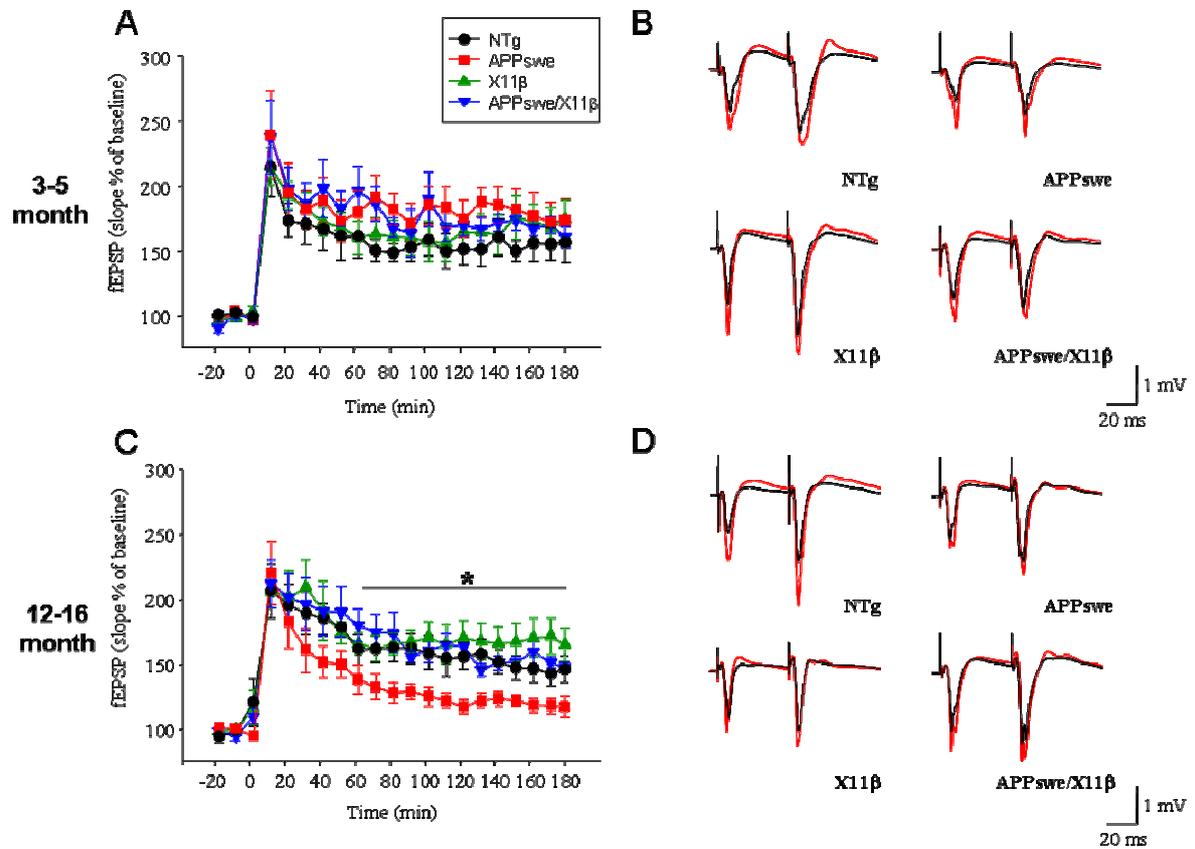 A
NTg
APPswe
X11β
APPswe/X11β
3-5
month
fEPSP (slope % of baseline)
300
250
200
150
100
-20 0 20 40 60 80 100 120 140 160 180
Time (min)
B
NTg
APPswe
X11β
APPswe/X11β
1 mV
20 ms
C
12-16
month
fEPSP (slope % of baseline)
300
250
200
150
100
*
-20 0 20 40 60 80 100 120 140 160 180
Time (min)
D
NTg
APPswe
X11β
APPswe/X11β
1 mV
20 ms